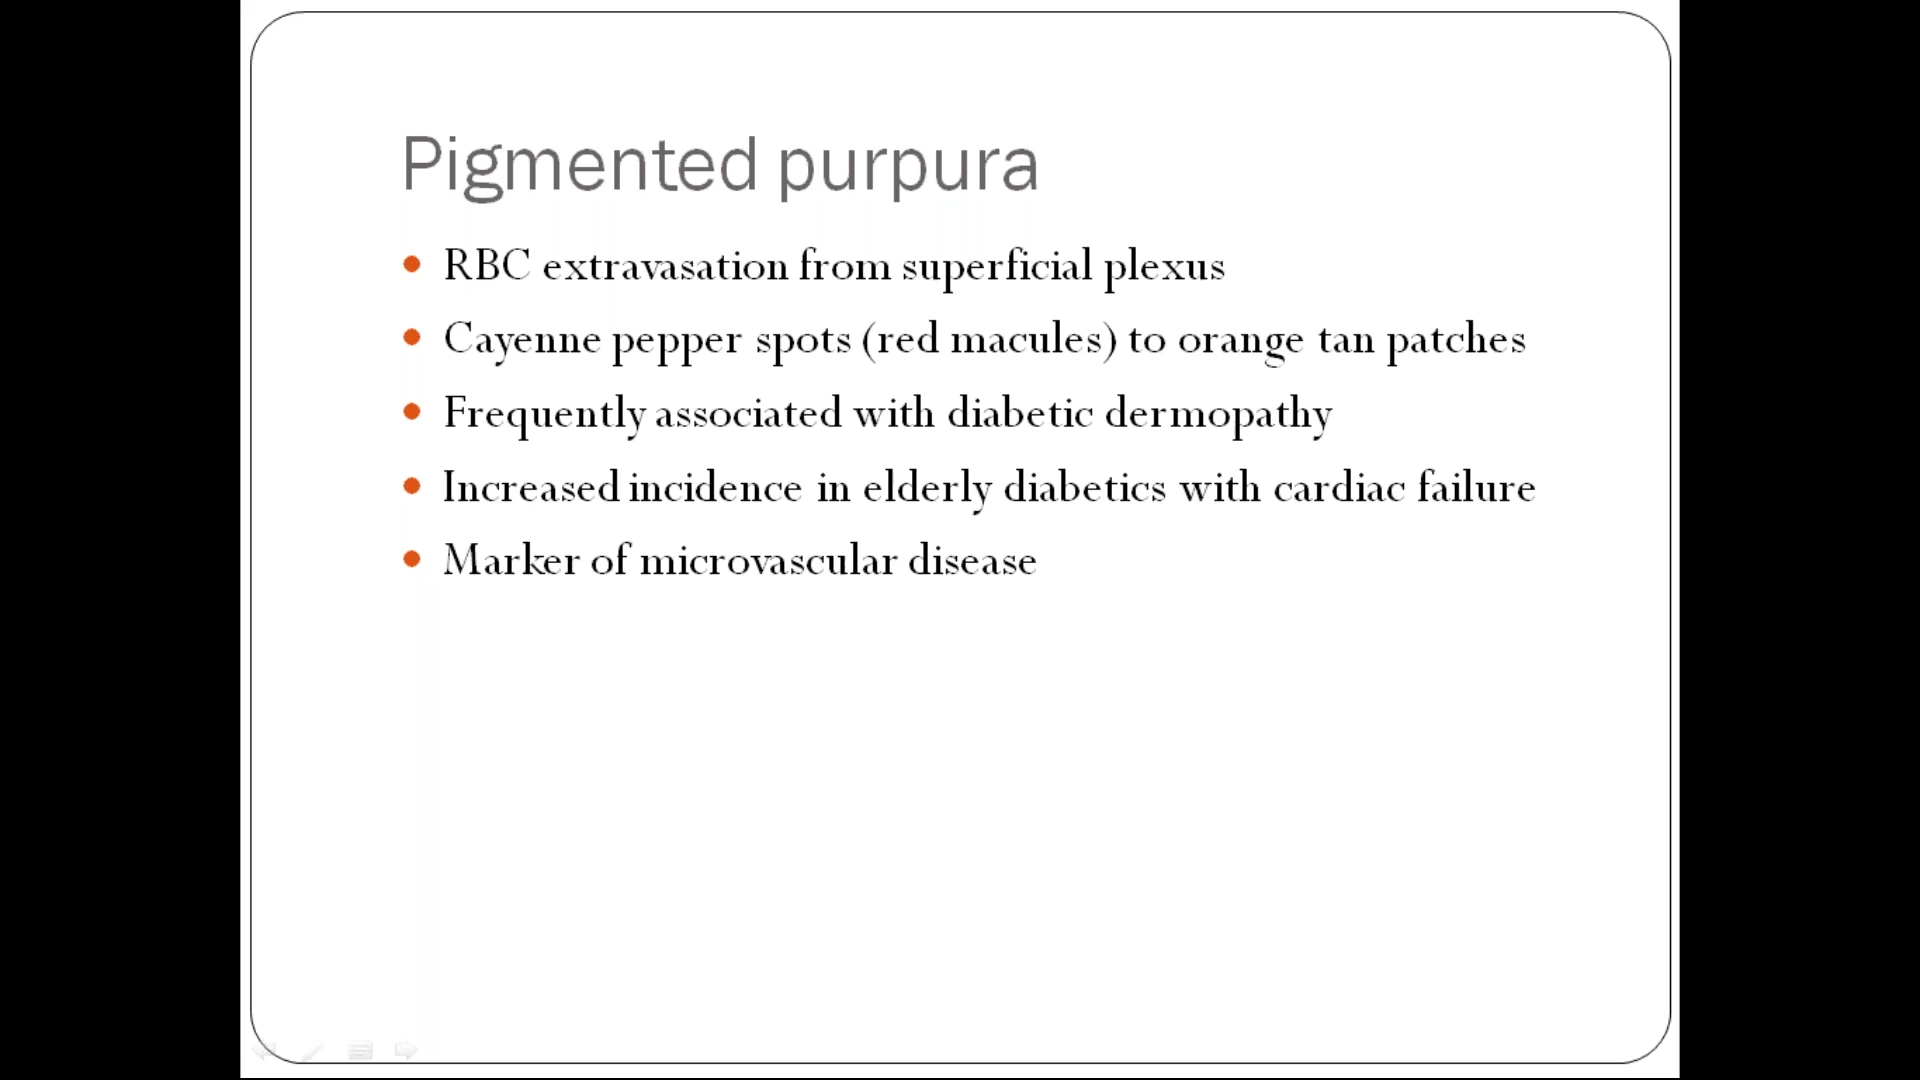 Pigmented purpura
RBC extravasation from superficial plexus
Cayenne pepper spots (red macules) to orange tan patches
Frequently associated with diabetic dermopathy
Increased incidence in elderly diabetics with cardiac failure
Marker of microvascular disease